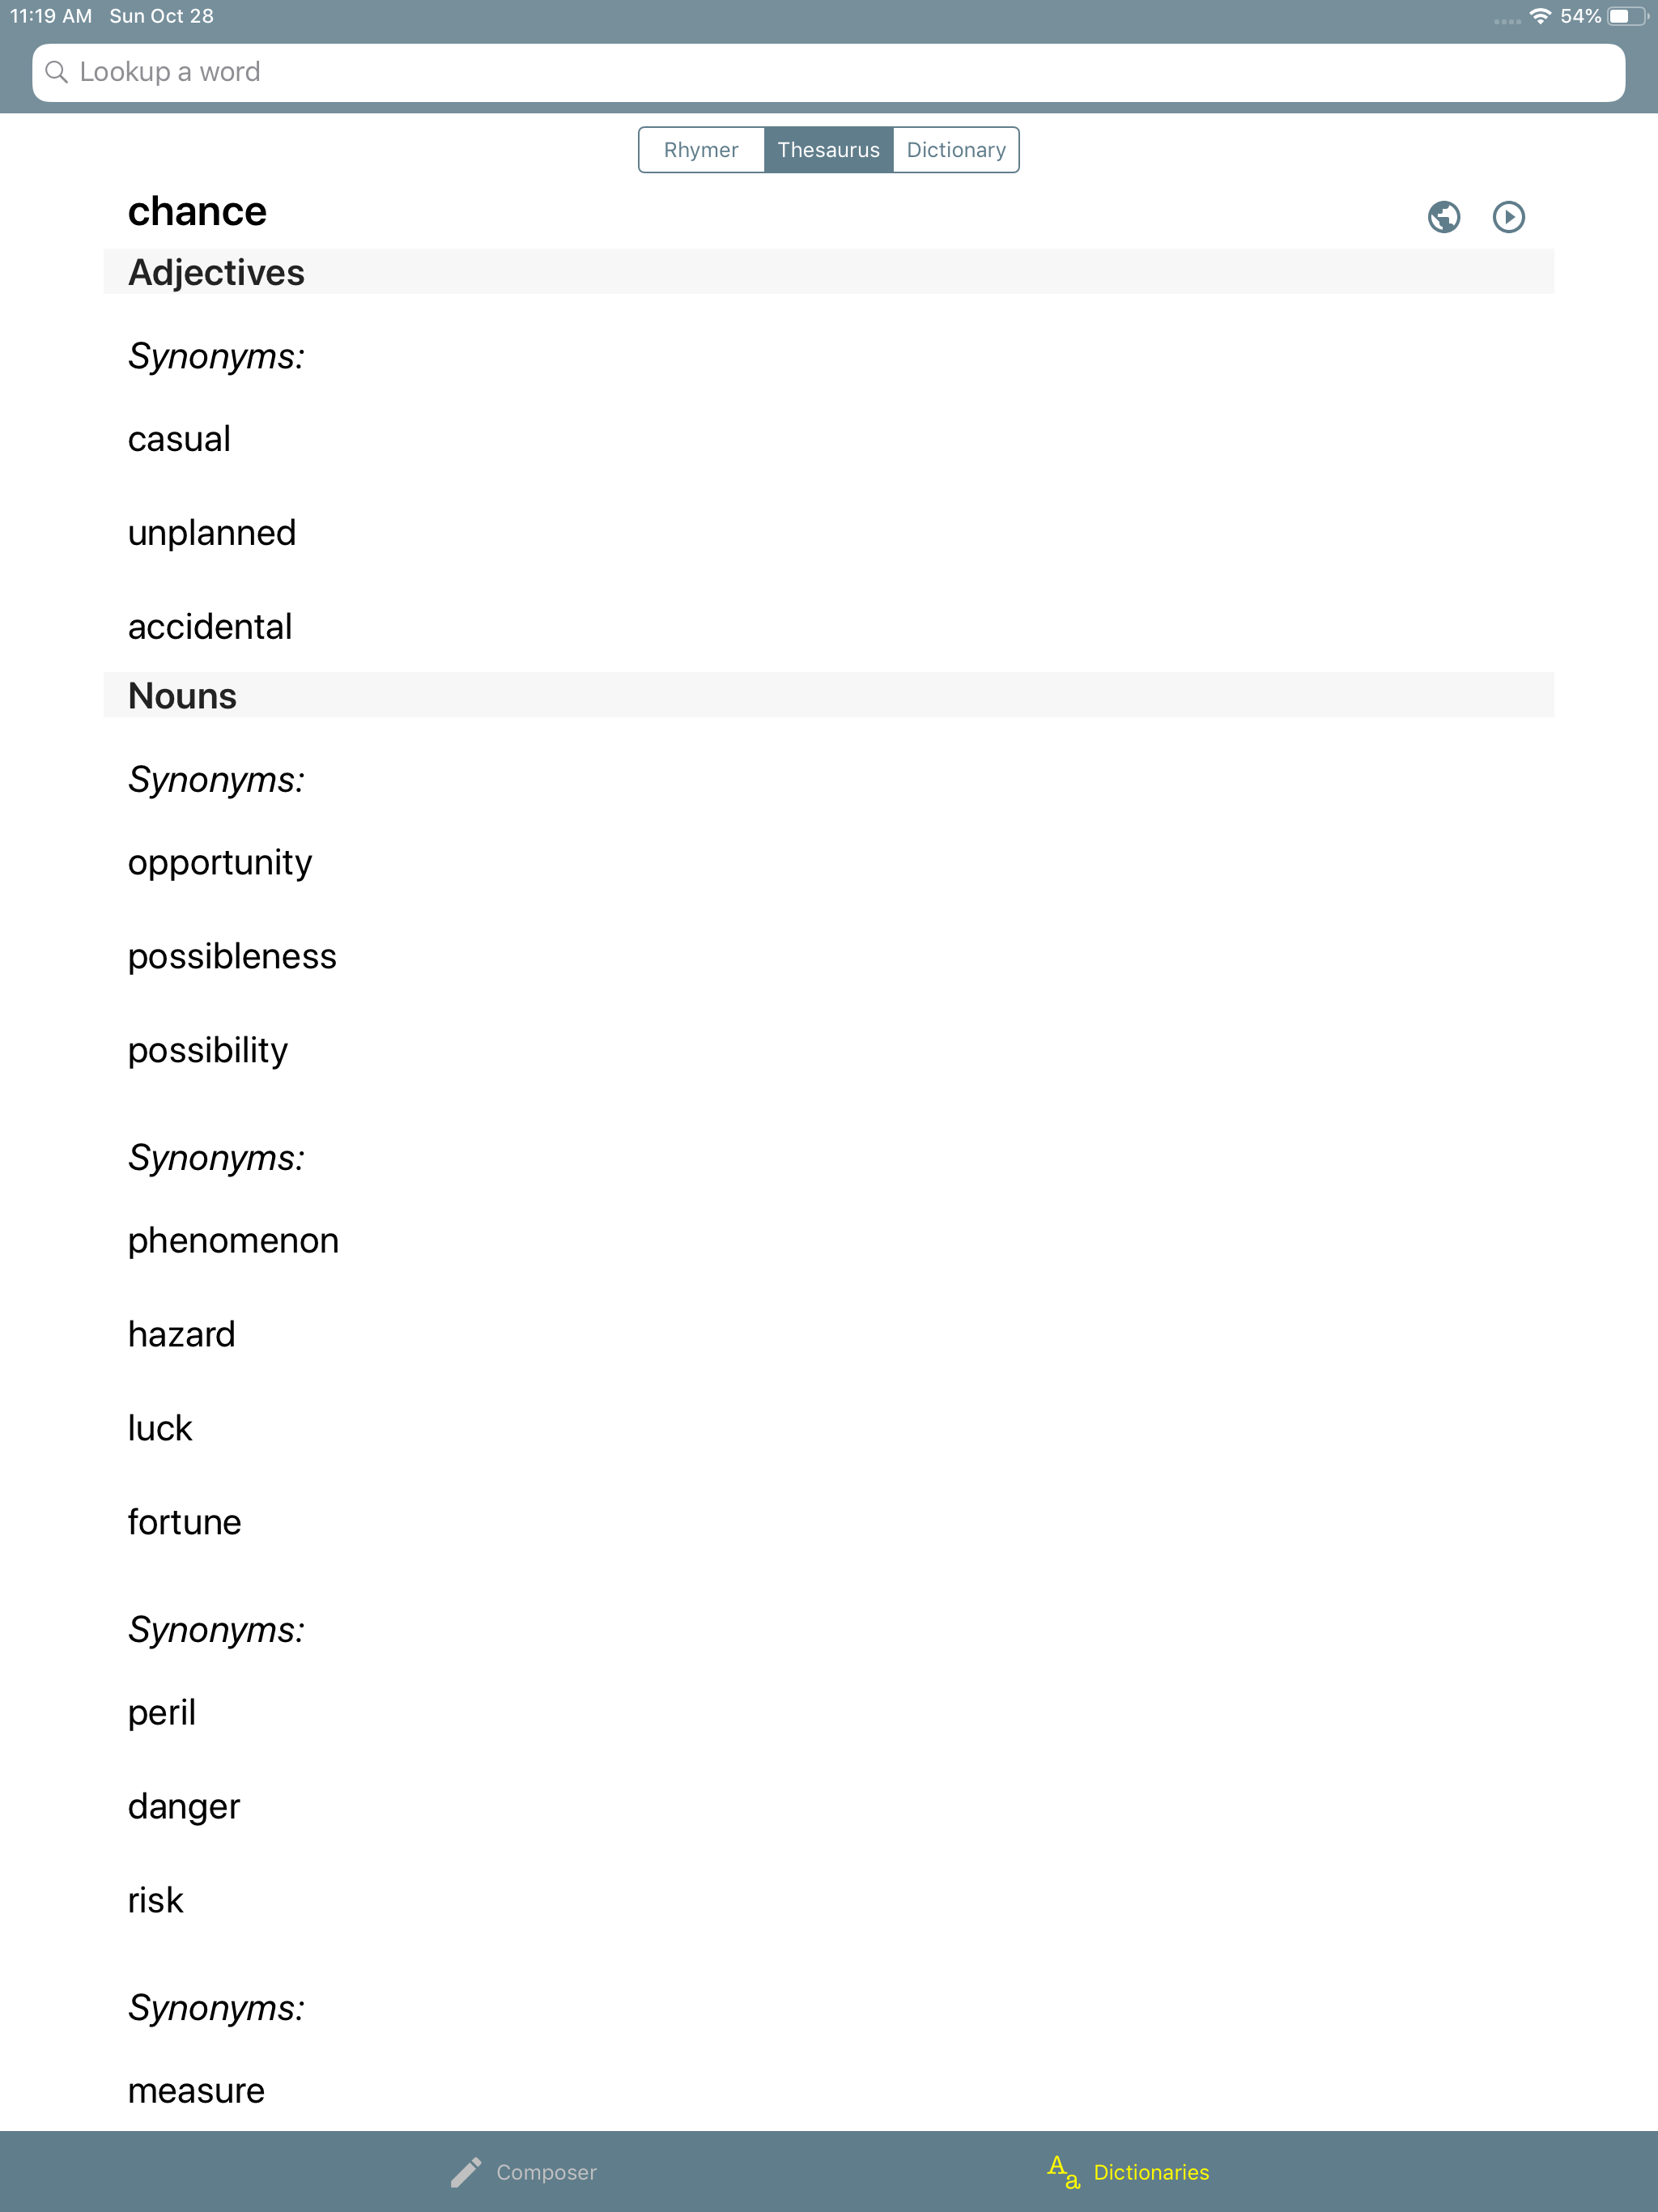 11:19 AM Sun Oct 28 54%
Lookup a word
Rhymer Thesaurus Dictionary
chance
Adjectives
Synonyms:
casual
unplanned
accidental
Nouns
Synonyms:
opportunity
possibleness
possibility
Synonyms:
phenomenon
hazard
luck
fortune
Synonyms:
peril
danger
risk
Synonyms:
measure
Composer Aa Dictionaries